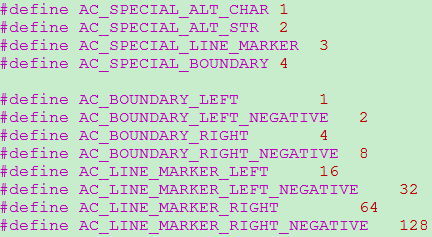 #define AC_SPECIAL_ALT_CHAR 1
#define AC_SPECIAL_ALT_STR 2
#define AC_SPECIAL_LINE_MARKER 3
#define AC_SPECIAL_BOUNDARY 4
#define AC_BOUNDARY_LEFT 1
#define AC_BOUNDARY_LEFT_NEGATIVE 2
#define AC_BOUNDARY_RIGHT 4
#define AC_BOUNDARY_RIGHT_NEGATIVE 8
#define AC_LINE_MARKER_LEFT 16
#define AC_LINE_MARKER_LEFT_NEGATIVE 32
#define AC_LINE_MARKER_RIGHT 64
#define AC_LINE_MARKER_RIGHT_NEGATIVE 128